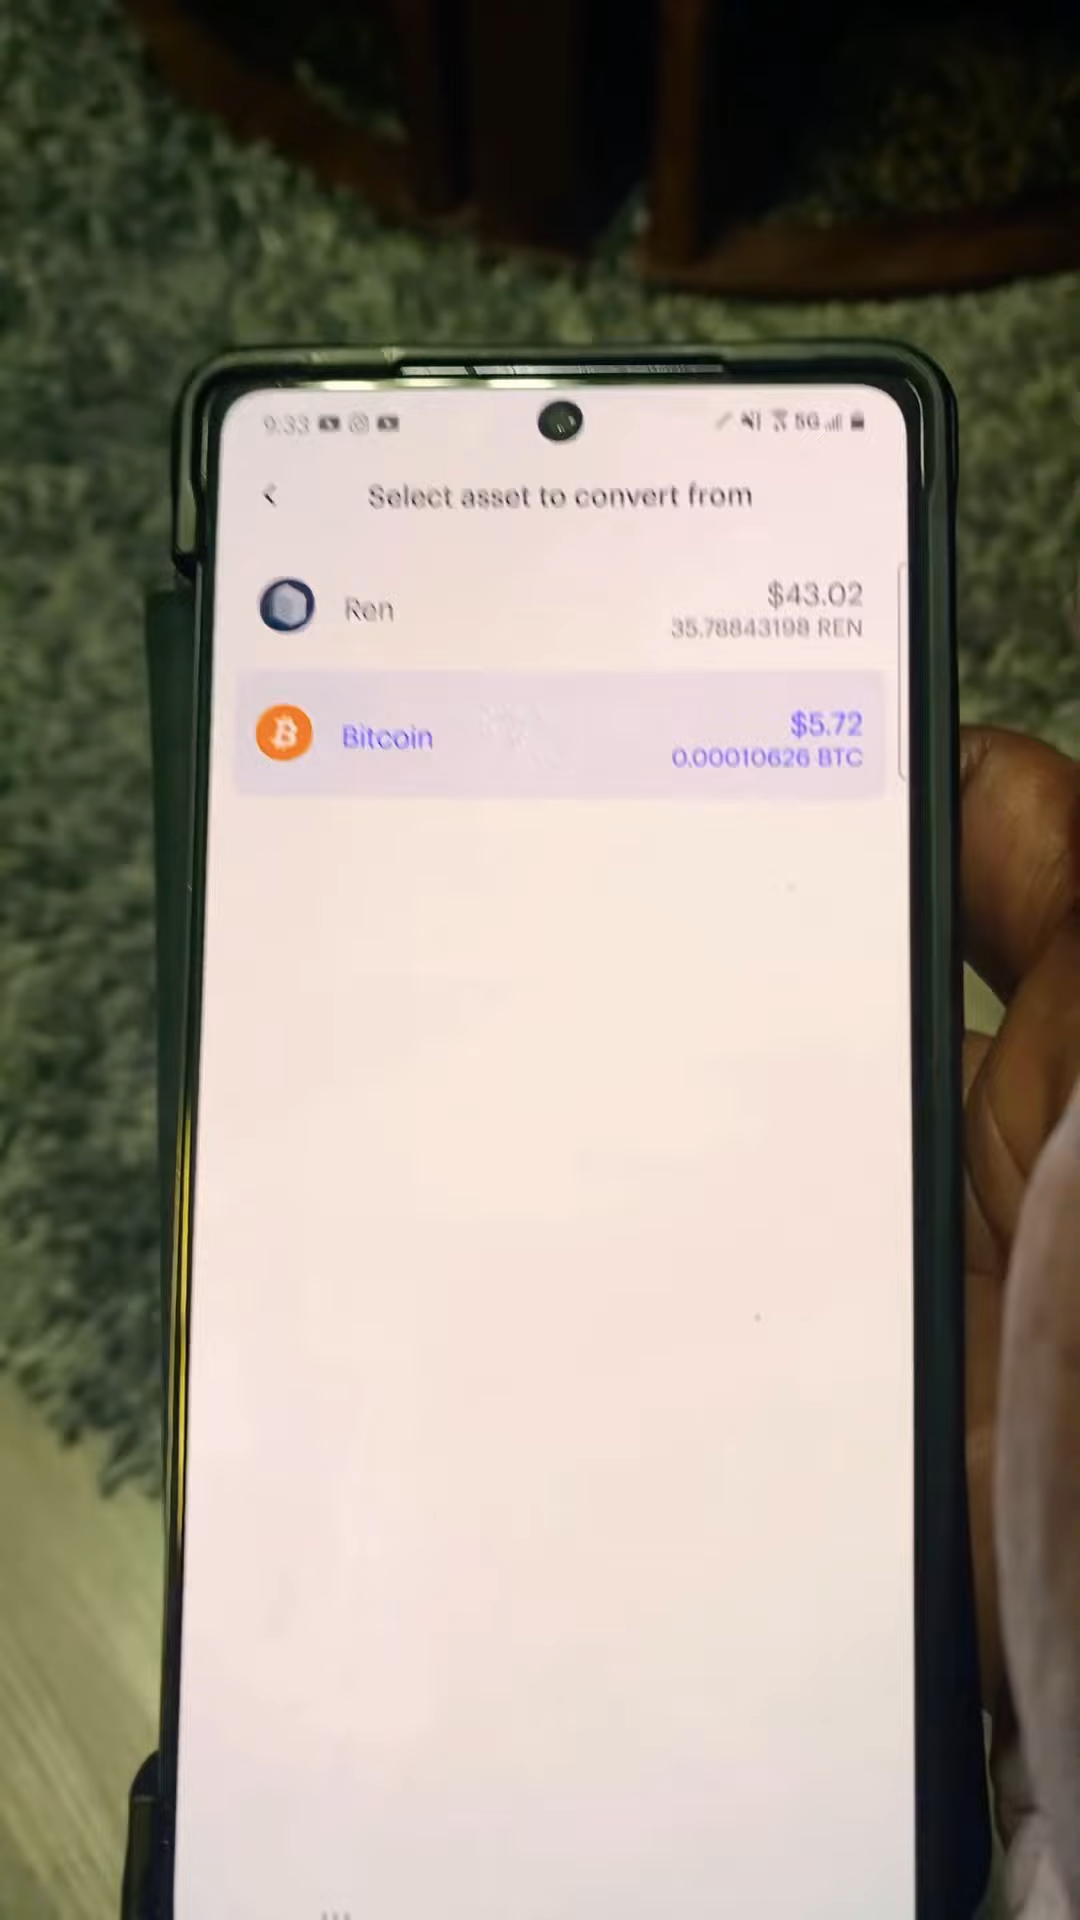 9:33 5G
Select asset to convert from
Ren
$43.02
35.78843198 REN
Bitcoin
$5.72
0.00010626 BTC